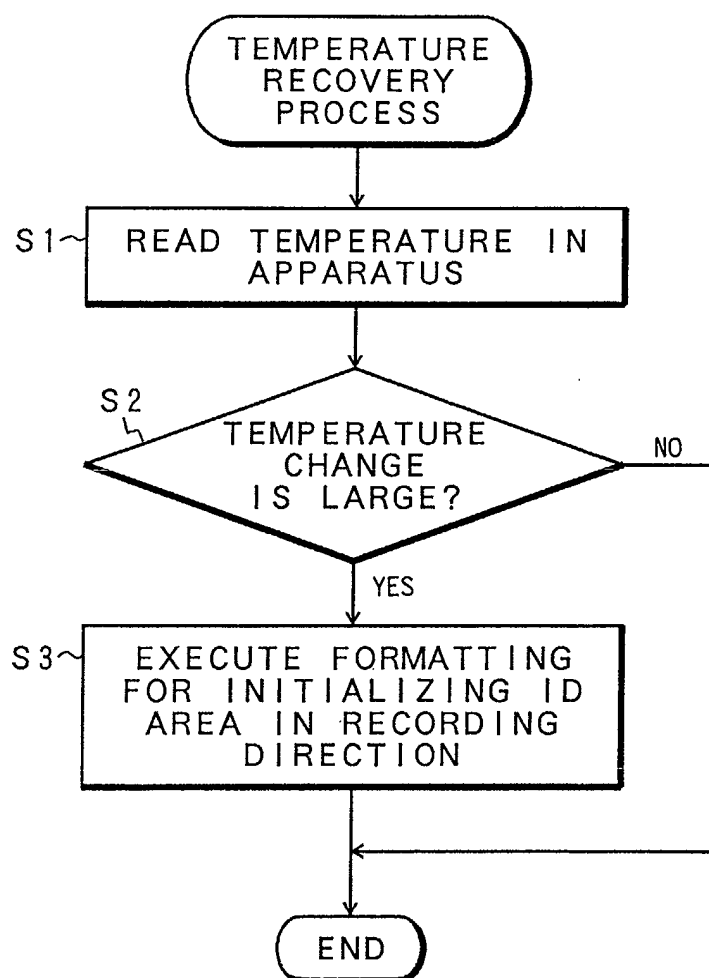 TEMPERATURE
RECOVERY
PROCESS
S1
READ TEMPERATURE IN
APPARATUS
S2
TEMPERATURE
CHANGE
IS LARGE?
NO
YES
S3
EXECUTE FORMATTING
FOR INITIALIZING ID
AREA IN RECORDING
DIRECTION
END